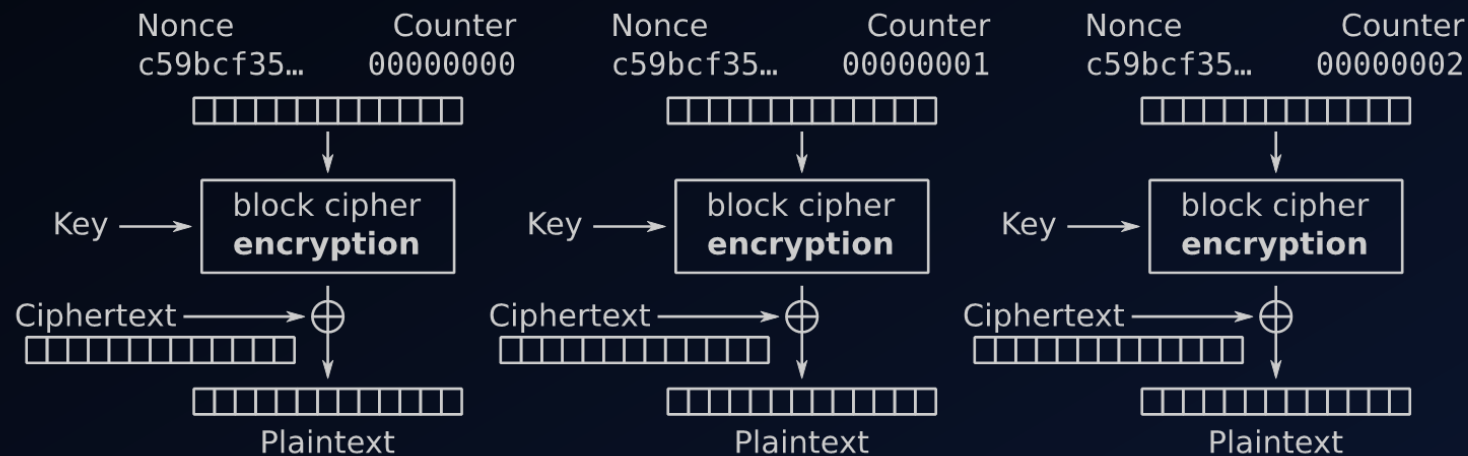 Nonce Counter Nonce Counter Nonce Counter
c59bcf35… 00000000 c59bcf35… 00000001 c59bcf35… 00000002
block cipher block cipher block cipher
Key encryption Key encryption Key encryption
Ciphertext Ciphertext Ciphertext
Plaintext Plaintext Plaintext